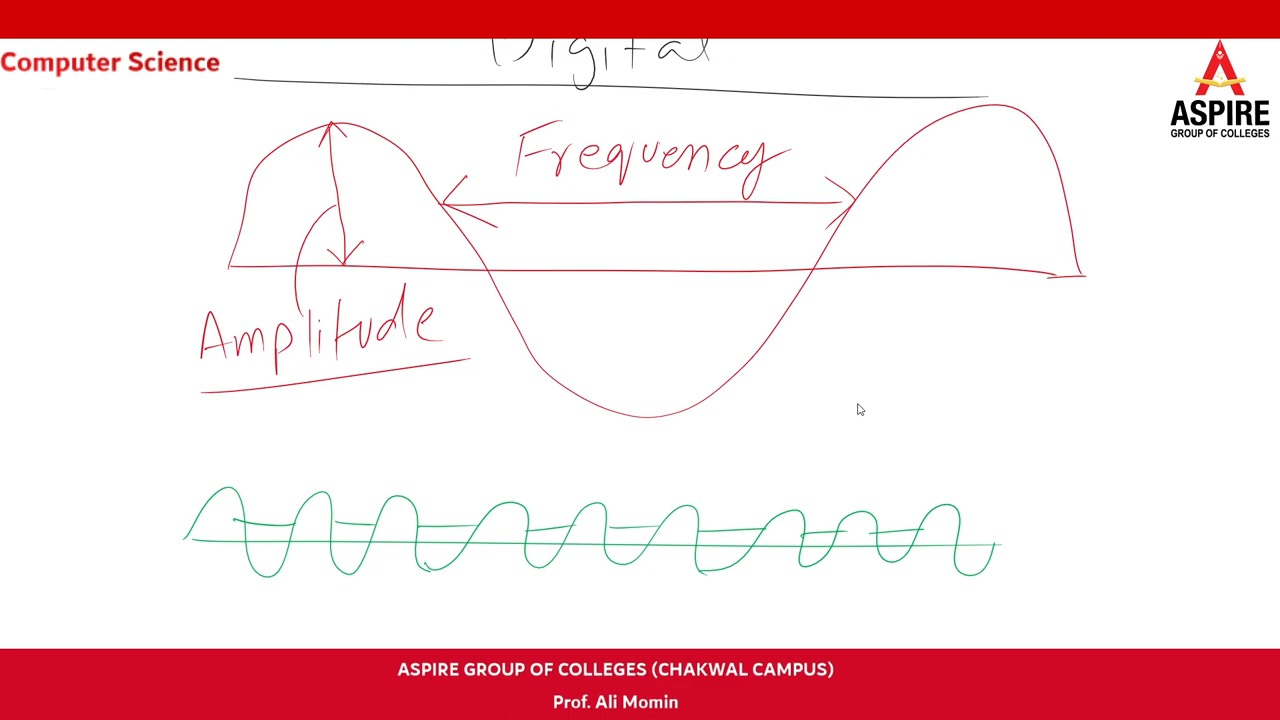 Digital
Computer Science
ASPIRE
GROUP OF COLLEGES
Frequency
Amplitude
ASPIRE GROUP OF COLLEGES (CHAKWAL CAMPUS)
Prof. Ali Momin